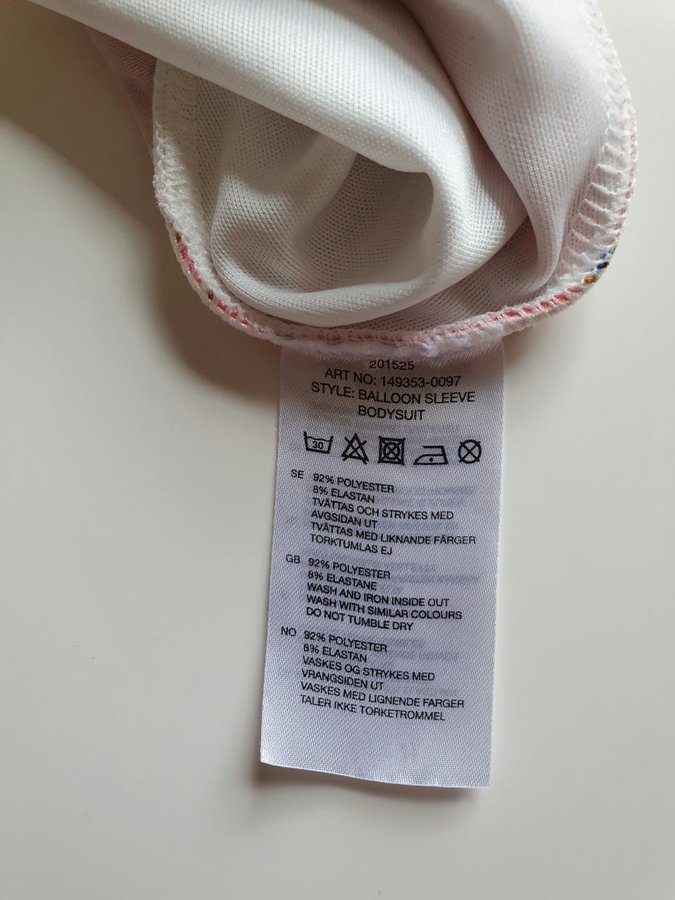 201525
ART NO: 149353-0097
STYLE: BALLOON SLEEVE
BODYSUIT
30
SE 92% POLYESTER
8% ELASTAN
TVÄTTAS OCH STRYKES MED
AVGSIDAN UT
TVÄTTAS MED LIKNANDE FÄRGER
TORKTUMLAS EJ
GB 92% POLYESTER
8% ELASTANE
WASH AND IRON INSIDE OUT
WASH WITH SIMILAR COLOURS
DO NOT TUMBLE DRY
NO 92% POLYESTER
8% ELASTAN
VASKES OG STRYKES MED
VRANGSIDEN UT
VASKES MED LIGNENDE FARGER
TALER IKKE TORKETROMMEL